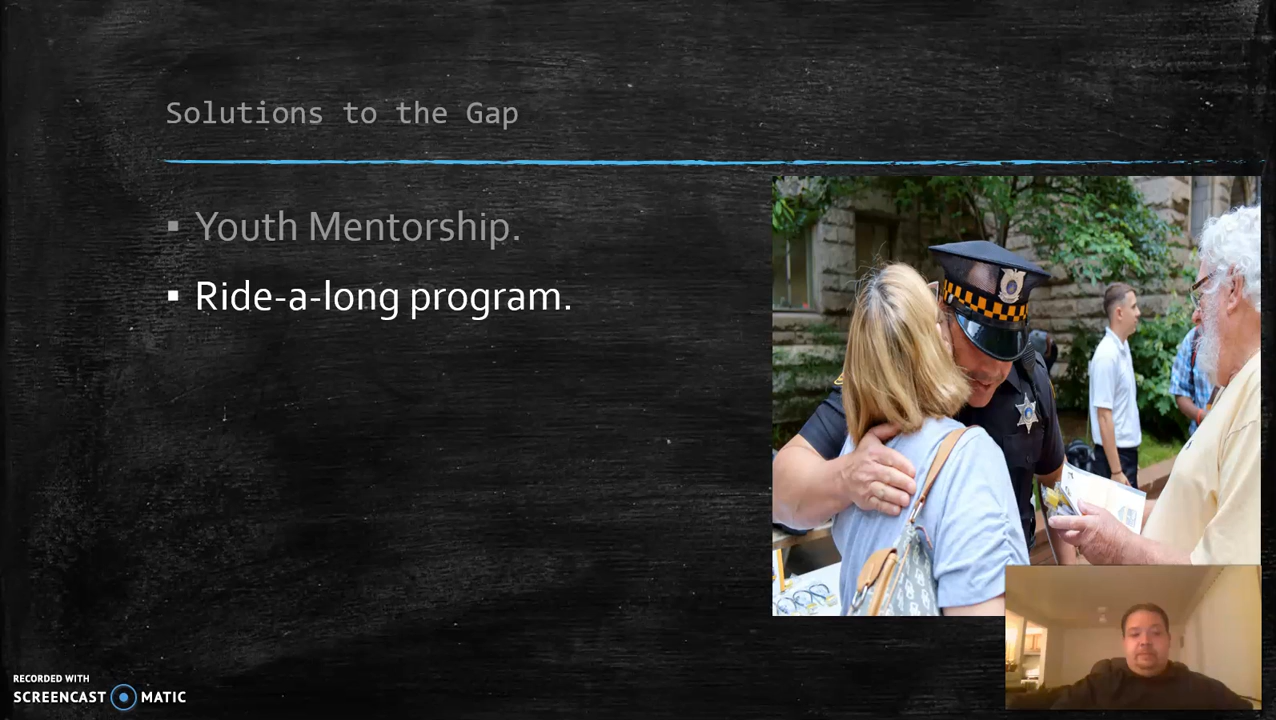 Solutions to the Gap
▪ Youth Mentorship.
▪ Ride-a-long program.
RECORDED WITH
SCREENCAST MATIC